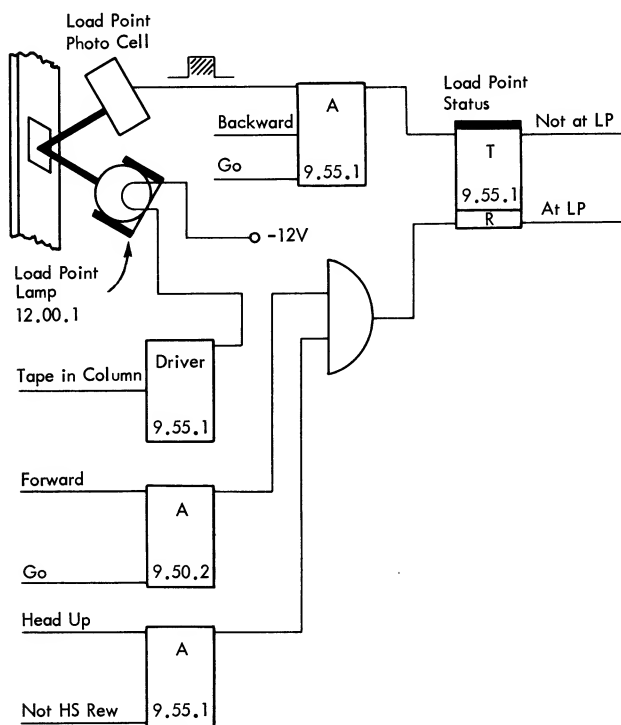 Load Point
Photo Cell
A
Backward
Go
9.55.1
Load Point
Status
Not at LP
T
9.55.1
R
At LP
-12V
Load Point
Lamp
12.00.1
Driver
Tape in Column
9.55.1
Forward
A
Go
9.50.2
Head Up
A
Not HS Rew
9.55.1